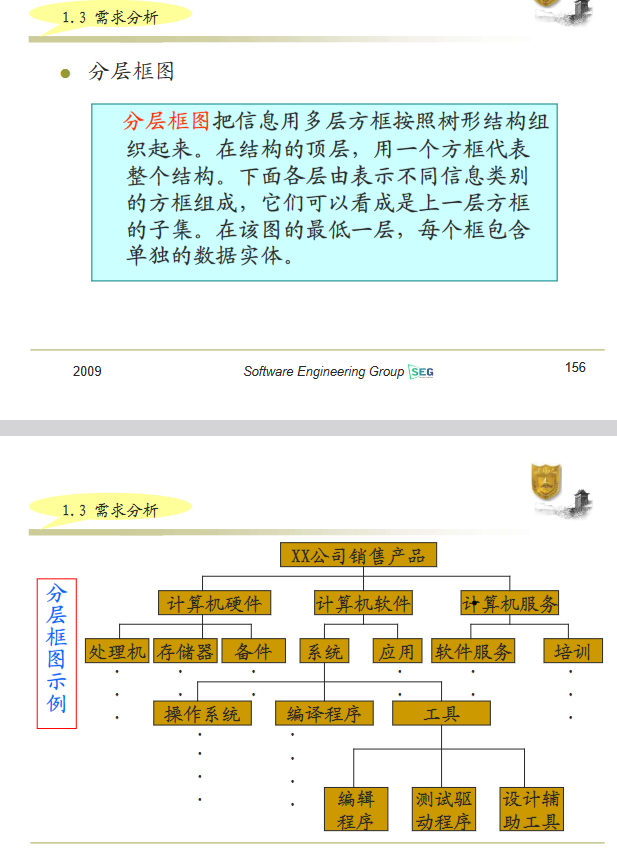 1.3 需求分析
分层框图
分层框图把信息用多层方框按照树形结构组
织起来。在结构的顶层，用一个方框代表
整个结构。下面各层由表示不同信息类别
的方框组成，它们可以看成是上一层方框
的子集。在该图的最低一层，每个框包含
单独的数据实体。
2009
Software Engineering Group SEG
156
1.3 需求分析
分层框图示例
XX公司销售产品
计算机硬件 计算机软件 计算机服务
处理机 存储器 备件 系统 应用 软件服务 培训
操作系统 编译程序 工具
编辑 测试驱 设计辅
程序 动程序 助工具